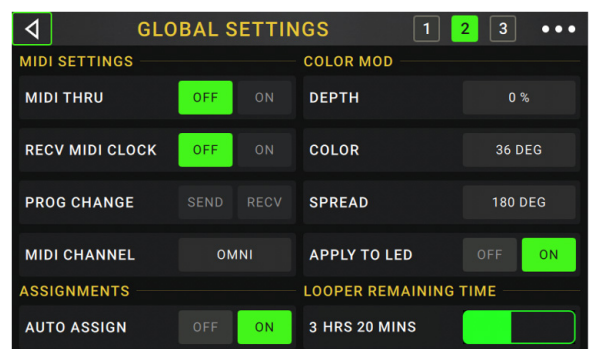 GLOBAL SETTINGS 1 2 3
MIDI SETTINGS
MIDI THRU OFF ON
RECV MIDI CLOCK OFF ON
PROG CHANGE SEND RECV
MIDI CHANNEL OMNI
ASSIGNMENTS
AUTO ASSIGN OFF ON
COLOR MOD
DEPTH 0 %
COLOR 36 DEG
SPREAD 180 DEG
APPLY TO LED OFF ON
LOOPER REMAINING TIME
3 HRS 20 MINS